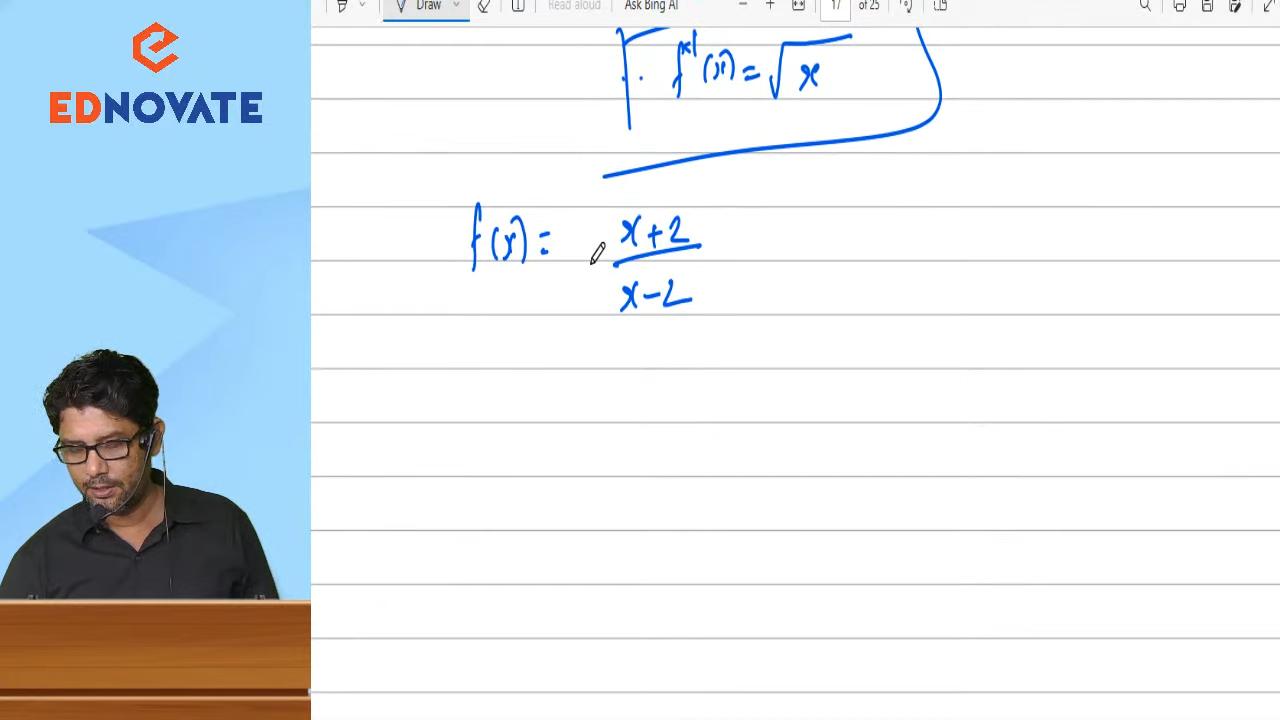 Draw
Read aloud
Ask Bing AI
17 of 25
EDNOVATE
∴ f⁻¹(x) = √x
f(x) = x+2
x-2